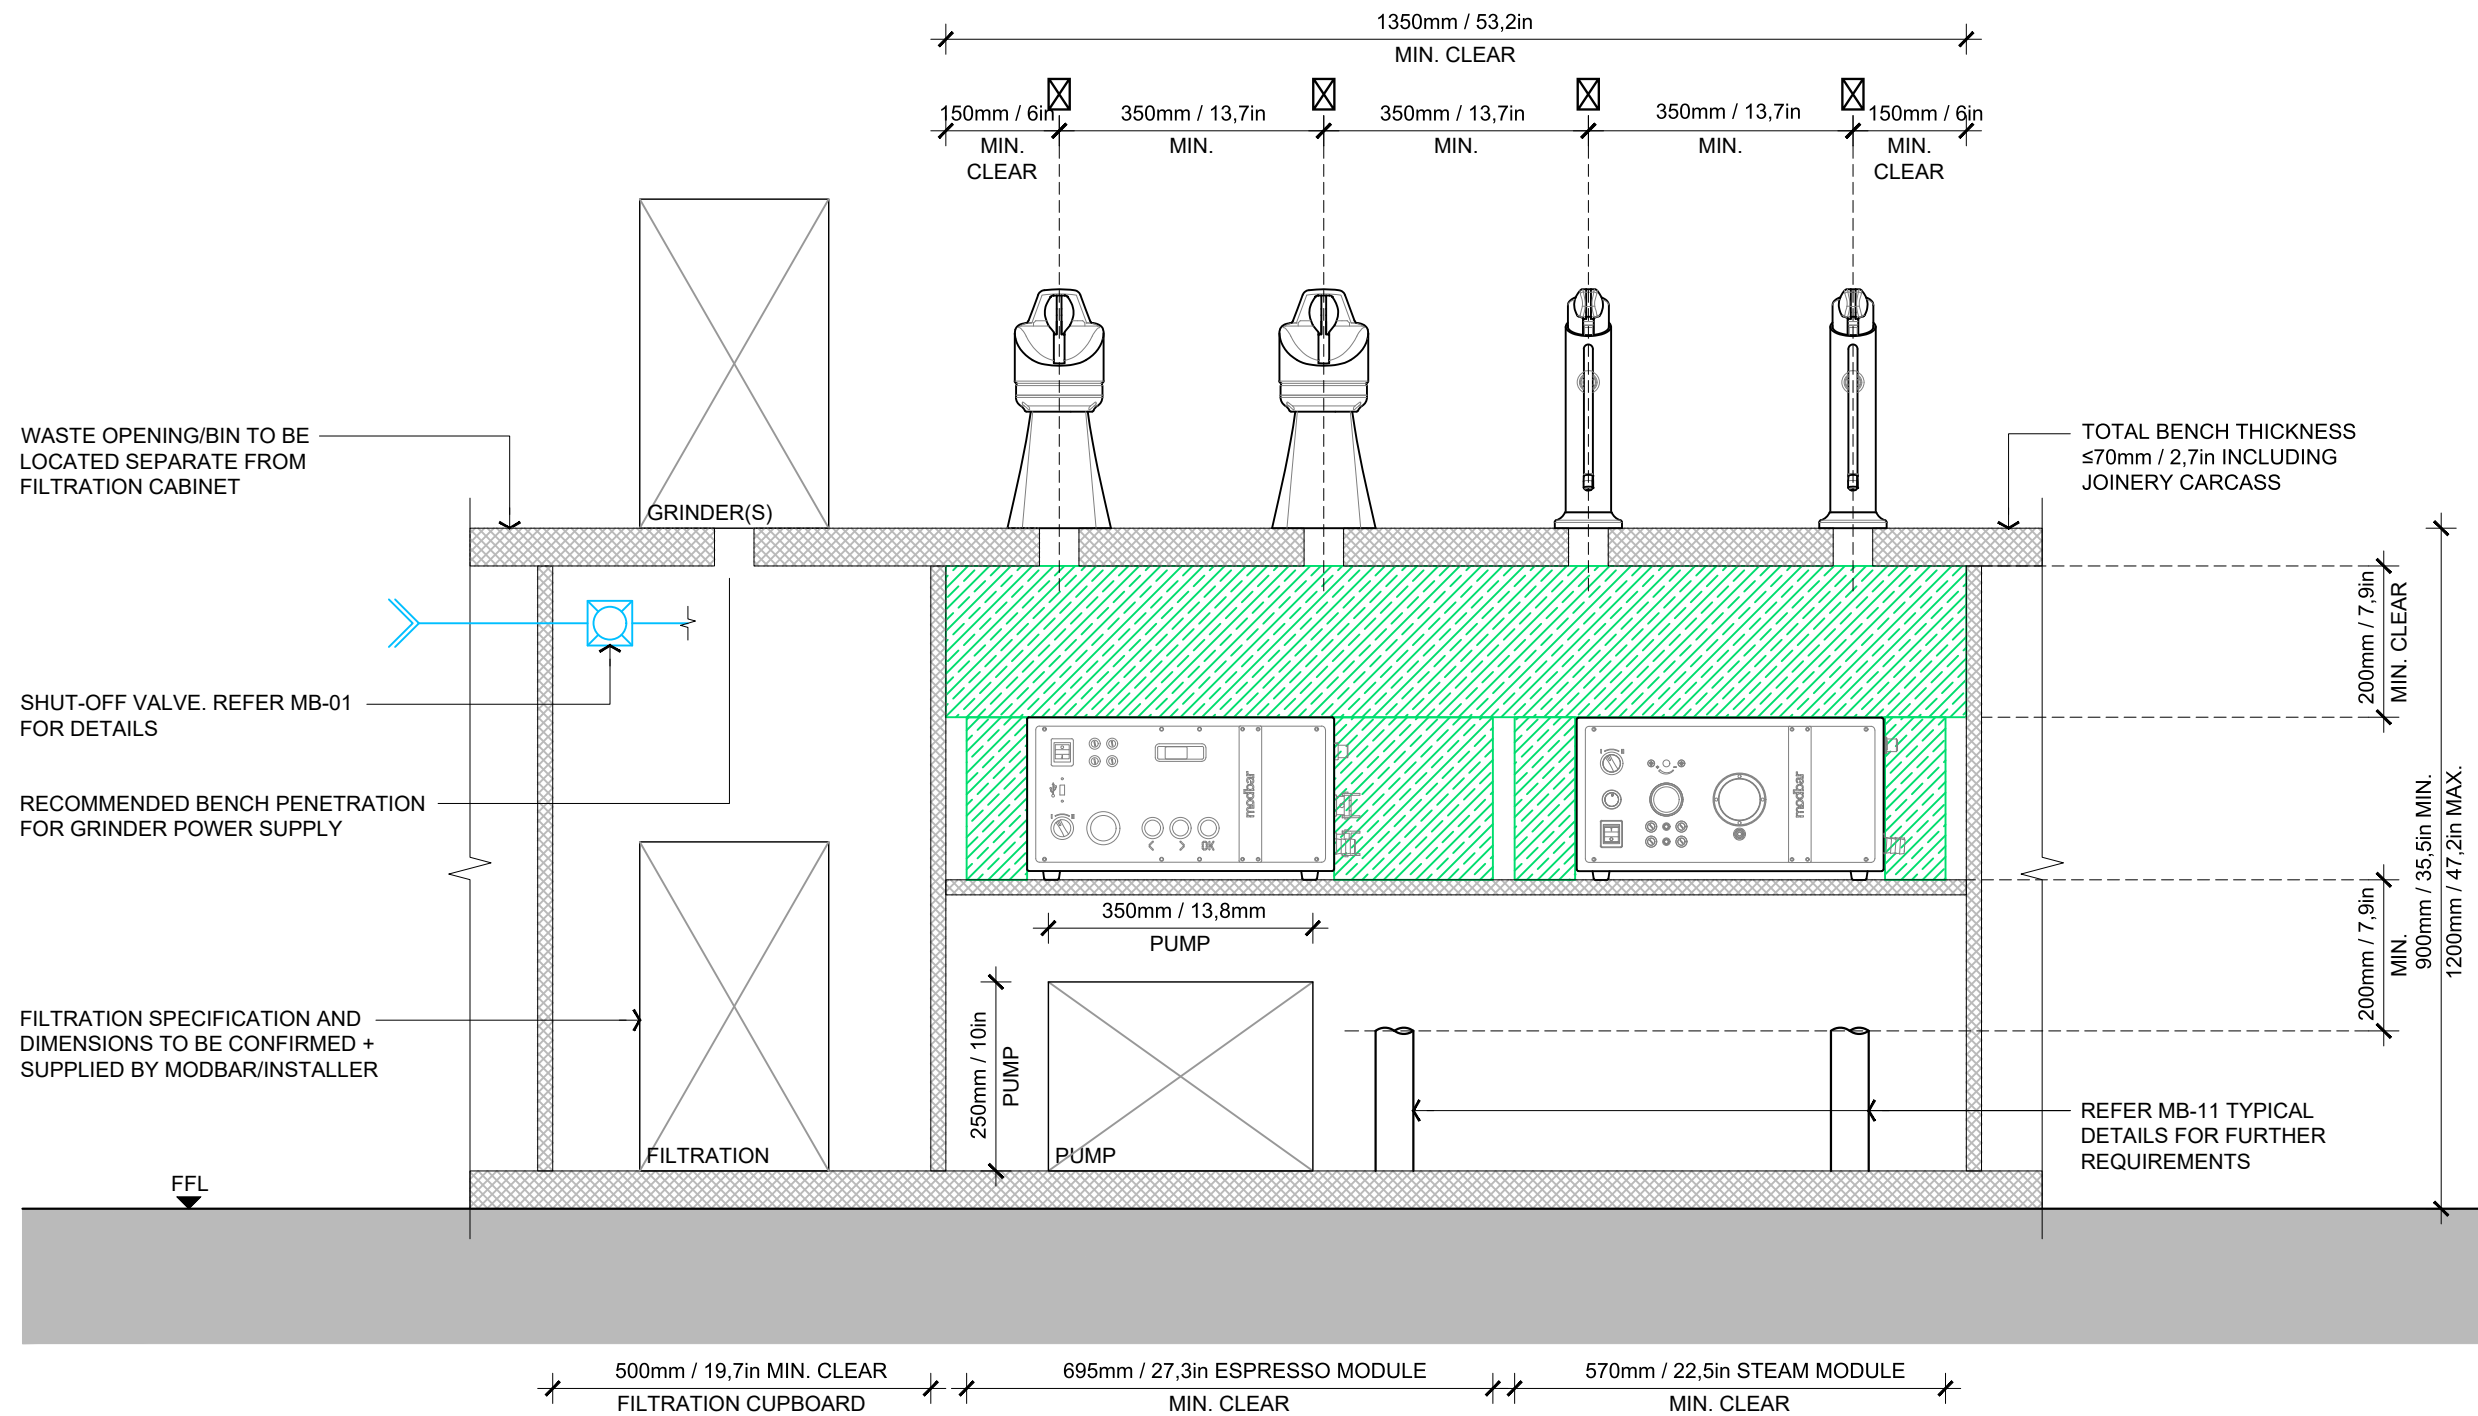 1350mm / 53,2in
MIN. CLEAR
150mm / 6in
MIN.
CLEAR
350mm / 13,7in
MIN.
350mm / 13,7in
MIN.
350mm / 13,7in
MIN.
150mm / 6in
MIN.
CLEAR
WASTE OPENING/BIN TO BE
LOCATED SEPARATE FROM
FILTRATION CABINET
GRINDER(S)
TOTAL BENCH THICKNESS
≤70mm / 2,7in INCLUDING
JOINERY CARCASS
SHUT-OFF VALVE. REFER MB-01
FOR DETAILS
200mm / 7,9in
MIN. CLEAR
RECOMMENDED BENCH PENETRATION
FOR GRINDER POWER SUPPLY
modbar
OK
modbar
900mm / 35,5in MIN.
1200mm / 47,2in MAX.
350mm / 13,8mm
PUMP
200mm / 7,9in
MIN.
250mm / 10in
PUMP
FILTRATION SPECIFICATION AND
DIMENSIONS TO BE CONFIRMED +
SUPPLIED BY MODBAR/INSTALLER
FILTRATION
PUMP
REFER MB-11 TYPICAL
DETAILS FOR FURTHER
REQUIREMENTS
FFL
500mm / 19,7in MIN. CLEAR
FILTRATION CUPBOARD
695mm / 27,3in ESPRESSO MODULE
MIN. CLEAR
570mm / 22,5in STEAM MODULE
MIN. CLEAR